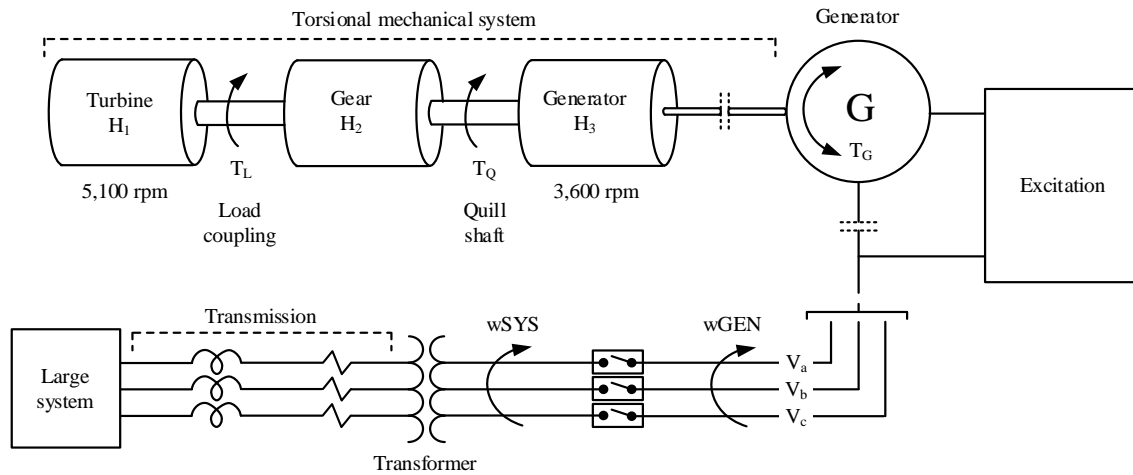 Torsional mechanical system
Generator
Turbine
H1
Gear
H2
Generator
H3
G
TG
Excitation
TL
TQ
5,100 rpm
3,600 rpm
Load
coupling
Quill
shaft
Transmission
wSYS
wGEN
Large
system
Va
Vb
Vc
Transformer